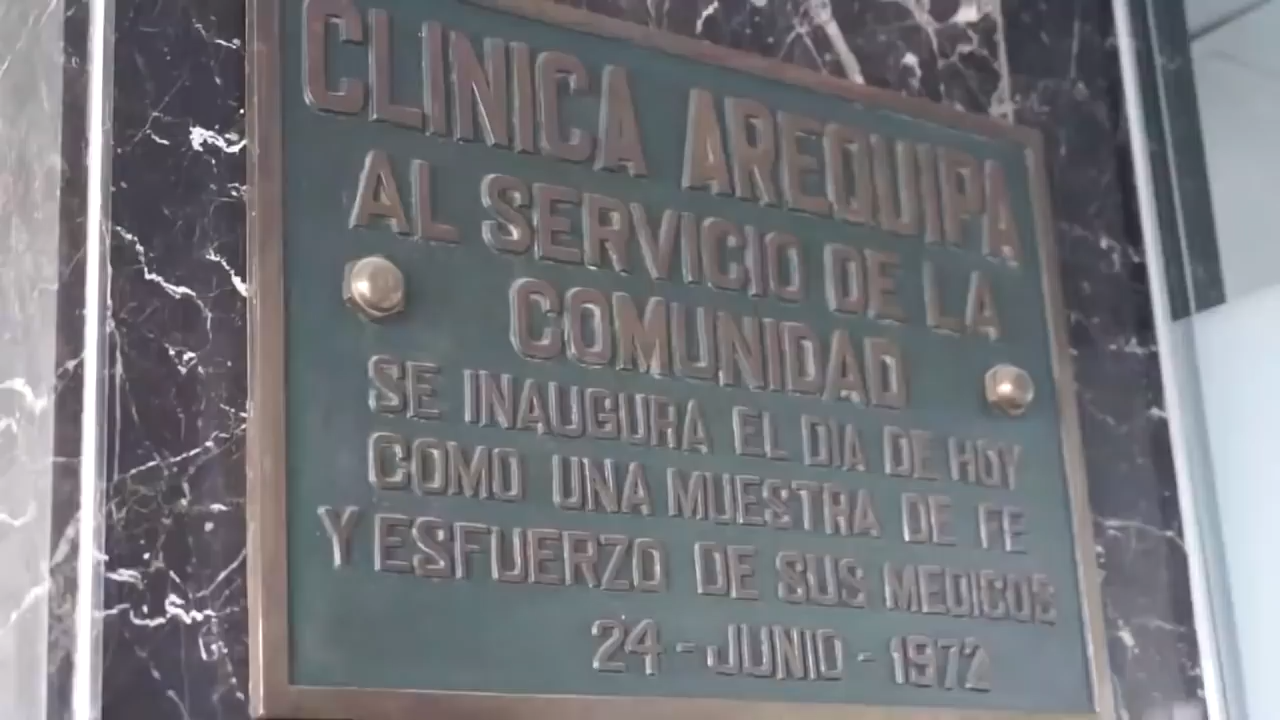 CLINICA AREQUIPA
AL SERVICIO DE LA
COMUNIDAD
SE INAUGURA EL DIA DE HOY
COMO UNA MUESTRA DE FE
Y ESFUERZO DE SUS MEDICOS
24 - JUNIO - 1972